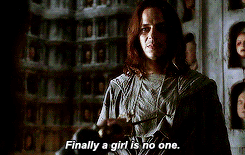 Finally a girl is no one.